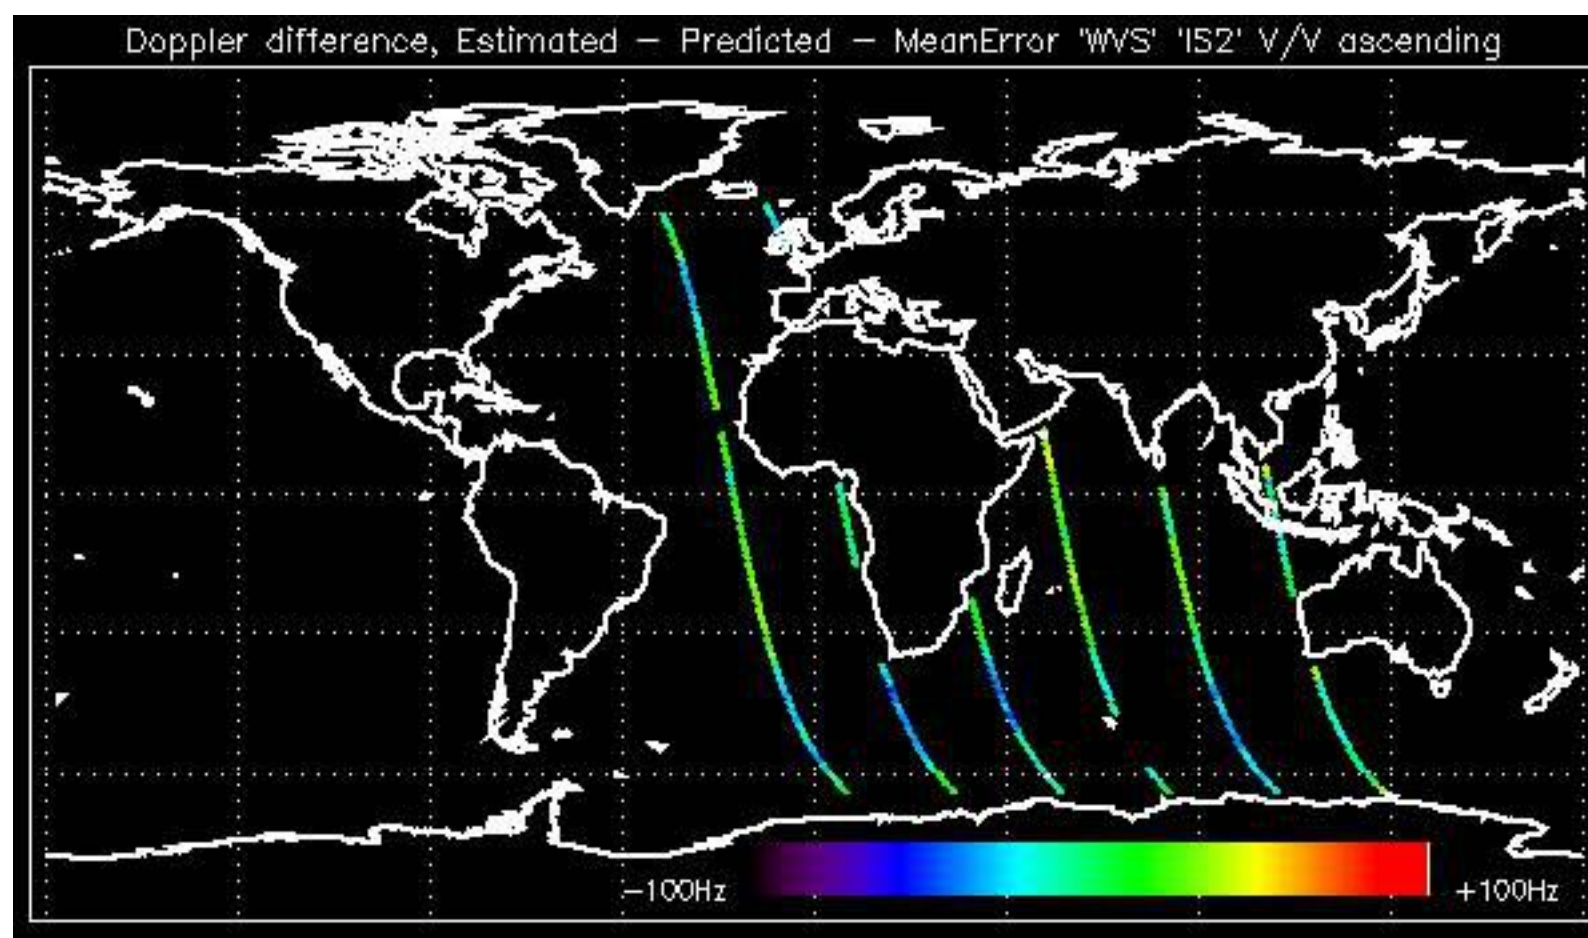 Doppler difference, Estimated − Predicted − MeanError 'WVS' 'IS2' V/V ascending
−100Hz
+100Hz